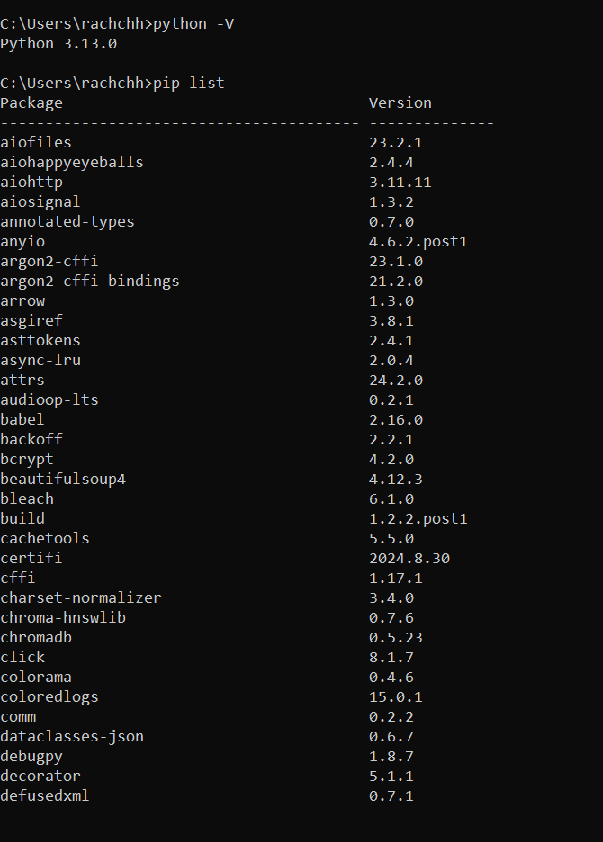 C:\Users\rachchh>python -V
Python 3.13.0
C:\Users\rachchh>pip list
Package Version
---------------------------------------- --------------
aiofiles 23.2.1
aiohappyeyeballs 2.4.4
aiohttp 3.11.11
aiosignal 1.3.2
annotated-types 0.7.0
anyio 4.6.2.post1
argon2-cffi 23.1.0
argon2 cffi bindings 21.2.0
arrow 1.3.0
asgiref 3.8.1
asttokens 2.4.1
async-lru 2.0.4
attrs 24.2.0
audioop-lts 0.2.1
babel 2.16.0
backoff 2.2.1
bcrypt 4.2.0
beautifulsoup4 4.12.3
bleach 6.1.0
build 1.2.2.post1
cachetools 5.5.0
certifi 2024.8.30
cffi 1.17.1
charset-normalizer 3.4.0
chroma-hnswlib 0.7.6
chromadb 0.5.23
click 8.1.7
colorama 0.4.6
coloredlogs 15.0.1
comm 0.2.2
dataclasses-json 0.6.7
debugpy 1.8.7
decorator 5.1.1
defusedxml 0.7.1